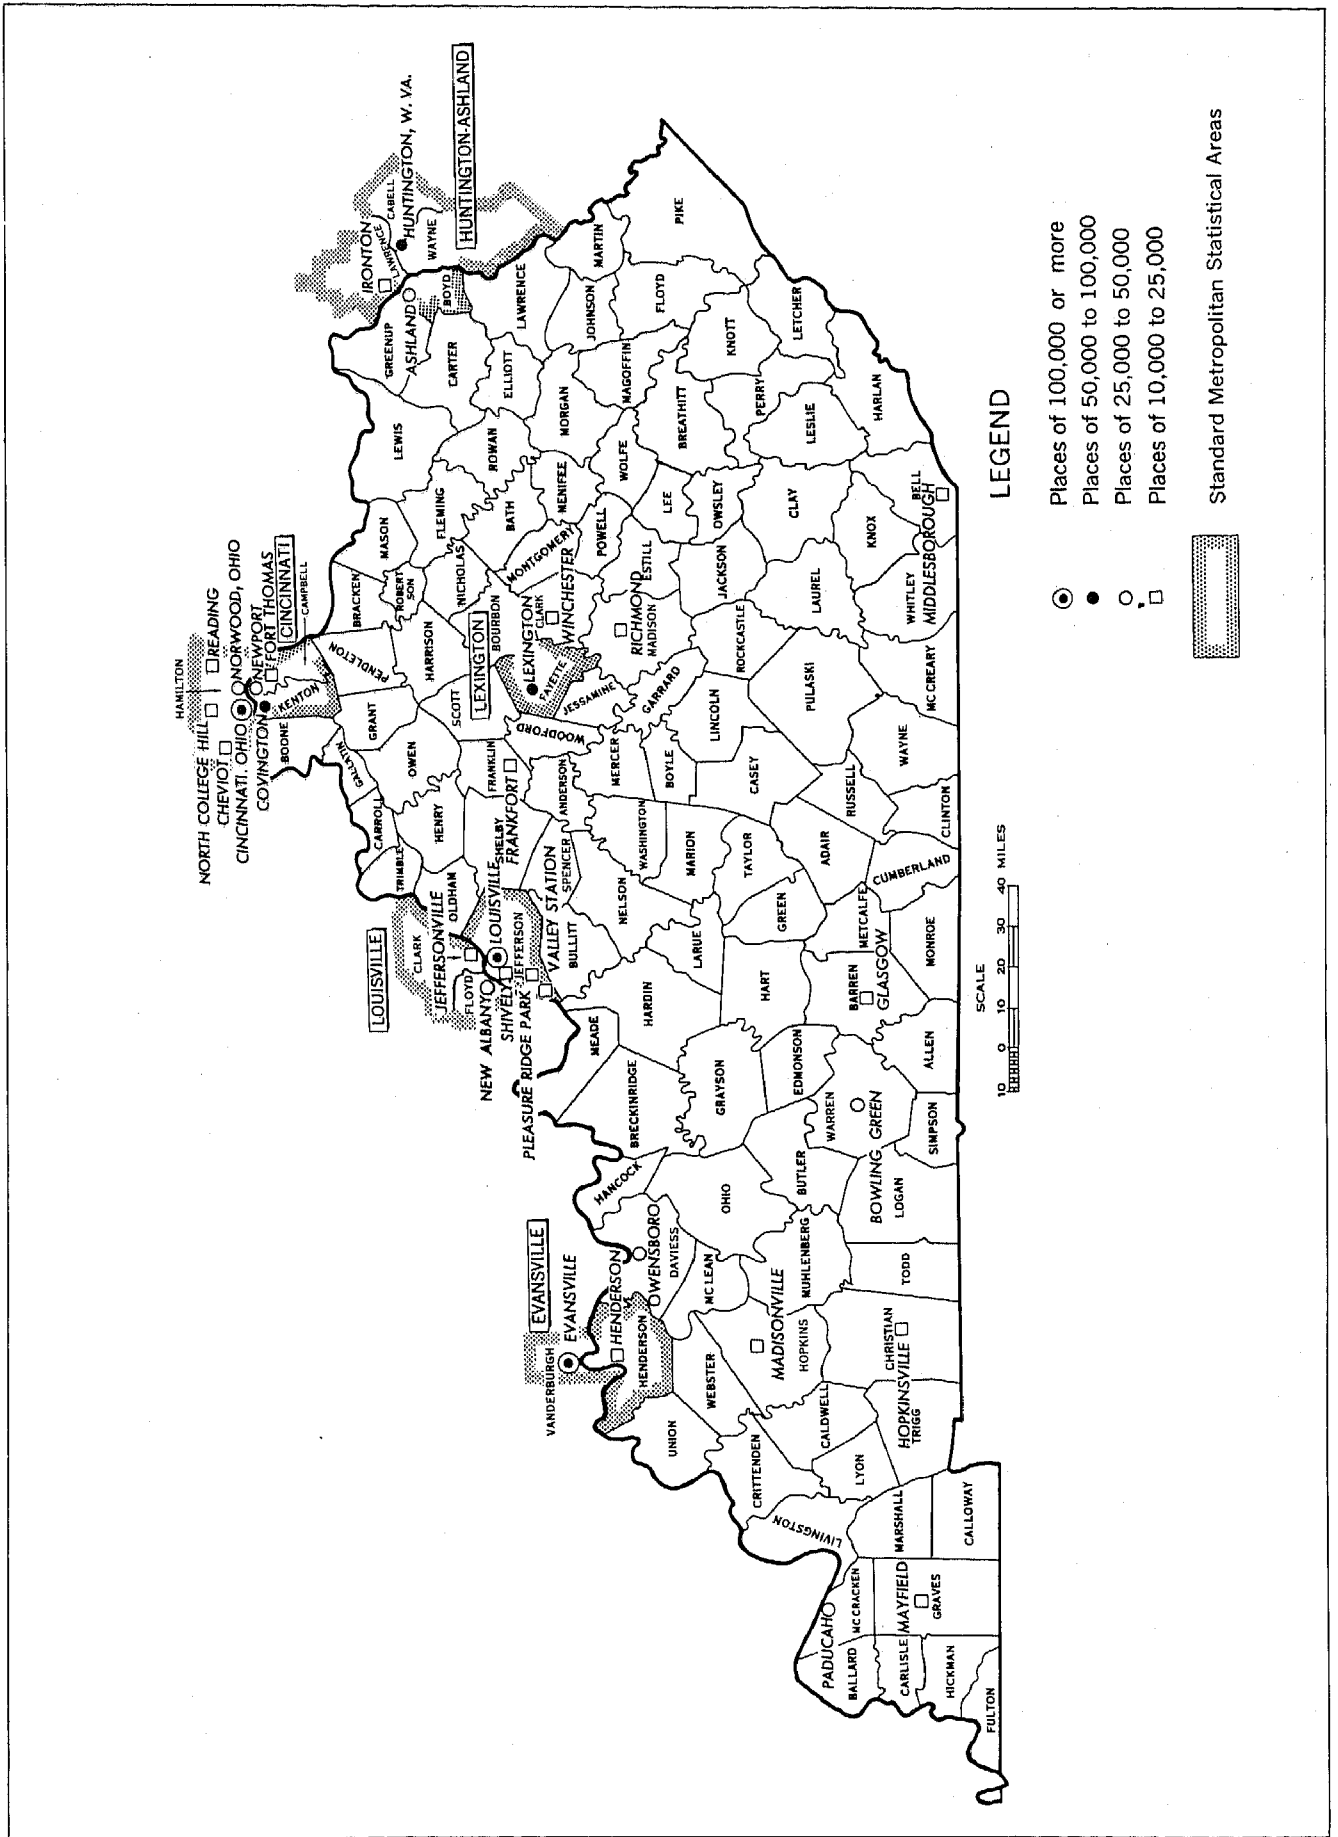 HAMILTON
NORTH COLLEGE HILL
READING
CHEVIOT
CINCINNATI, OHIO
NORWOOD, OHIO
COVINGTON
NEWPORT
FORT THOMAS
CINCINNATI
CAMPBELL
KENTON
BOONE
IRONTON
LAWRENCE
CABELL
HUNTINGTON, W. VA.
WAYNE
HUNTINGTON-ASHLAND
GREENUP
ASHLAND
BOYD
CARTER
LAWRENCE
ELLIOTT
LEWIS
ROWAN
MASON
FLEMING
BRACKEN
ROBERT
SON
NICHOLAS
BATH
MENIFEE
MORGAN
JOHNSON
MARTIN
PIKE
FLOYD
MAGOFFIN
WOLFE
BREATHITT
KNOTT
LETCHER
PERRY
LESLIE
HARLAN
PENDLETON
GRANT
GALLATIN
HARRISON
BOURBON
LEXINGTON
SCOTT
OWEN
CARROLL
TRIMBLE
HENRY
FRANKLIN
FRANKFORT
SHELBY
OLDHAM
WOODFORD
LEXINGTON
FAYETTE
CLARK
WINCHESTER
MONTGOMERY
POWELL
ESTILL
LEE
OWSLEY
JACKSON
CLAY
RICHMOND
MADISON
JESSAMINE
GARRARD
ROCKCASTLE
LAUREL
KNOX
BELL
MIDDLESBOROUGH
WHITLEY
MC CREARY
PULASKI
LINCOLN
BOYLE
MERCER
ANDERSON
WASHINGTON
MARION
CASEY
RUSSELL
WAYNE
CLINTON
CUMBERLAND
ADAIR
TAYLOR
GREEN
METCALFE
MONROE
LOUISVILLE
CLARK
JEFFERSONVILLE
FLOYD
LOUISVILLE
NEW ALBANY
SHIVELY
JEFFERSON
PLEASURE RIDGE PARK
VALLEY STATION
SPENCER
BULLITT
NELSON
LARUE
HARDIN
MEADE
HART
BARREN
GLASGOW
ALLEN
BRECKINRIDGE
GRAYSON
EDMONSON
WARREN
BOWLING GREEN
SIMPSON
HANCOCK
OHIO
BUTLER
LOGAN
EVANSVILLE
EVANSVILLE
VANDERBURGH
HENDERSON
HENDERSON
OWENSBORO
DAVIESS
MC LEAN
MUHLENBERG
TODD
MADISONVILLE
HOPKINS
WEBSTER
UNION
CHRISTIAN
HOPKINSVILLE
TRIGG
CALDWELL
CRITTENDEN
LYON
LIVINGSTON
MARSHALL
CALLOWAY
PADUCAH
MC CRACKEN
MAYFIELD
GRAVES
BALLARD
CARLISLE
HICKMAN
FULTON
SCALE
10 0 10 20 30 40 MILES
LEGEND
Places of 100,000 or more
Places of 50,000 to 100,000
Places of 25,000 to 50,000
Places of 10,000 to 25,000
Standard Metropolitan Statistical Areas